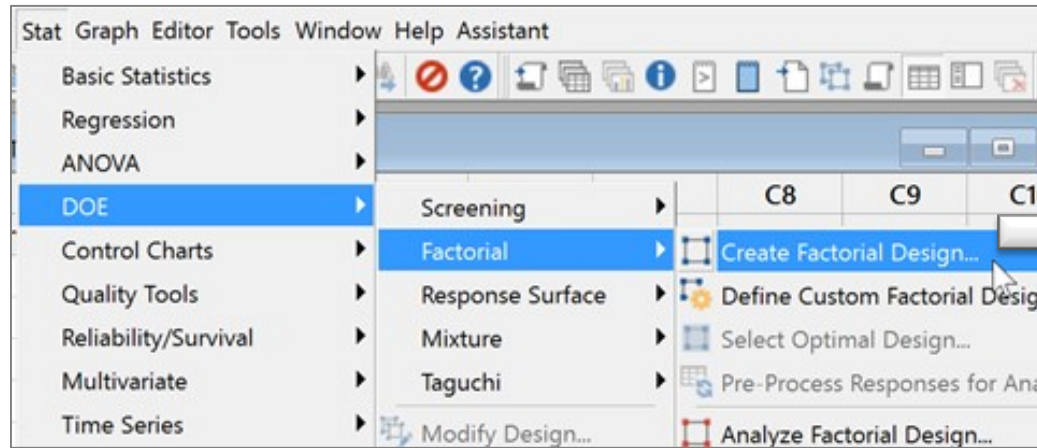 Stat Graph Editor Tools Window Help Assistant
Basic Statistics
Regression
ANOVA
DOE
Control Charts
Quality Tools
Reliability/Survival
Multivariate
Time Series
Screening
Factorial
Response Surface
Mixture
Taguchi
Modify Design...
C8 C9 C1
Create Factorial Design...
Define Custom Factorial Desig
Select Optimal Design...
Pre-Process Responses for Ana
Analyze Factorial Design...